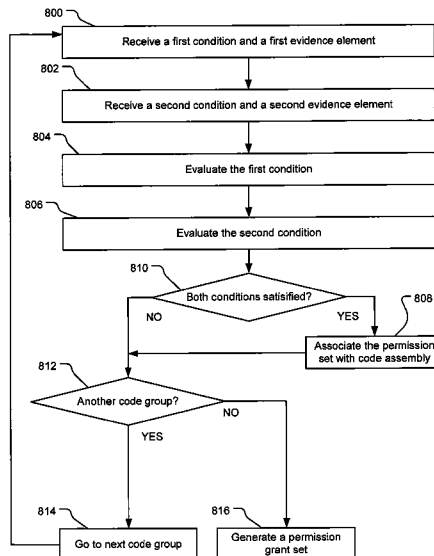 800
Receive a first condition and a first evidence element
802
Receive a second condition and a second evidence element
804
Evaluate the first condition
806
Evaluate the second condition
810
Both conditions satisified?
NO
YES
808
Associate the permission
set with code assembly
812
Another code group?
NO
YES
814
Go to next code group
816
Generate a permission
grant set